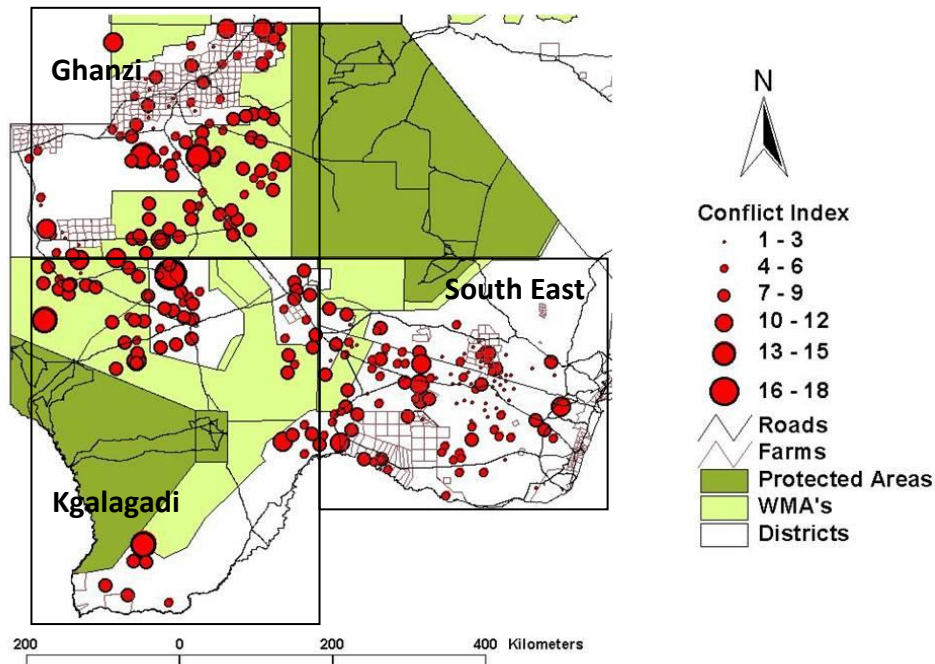 Ghanzi
South East
Kgalagadi
N
Conflict Index
1 - 3
4 - 6
7 - 9
10 - 12
13 - 15
16 - 18
Roads
Farms
Protected Areas
WMA's
Districts
200 0 200 400 Kilometers